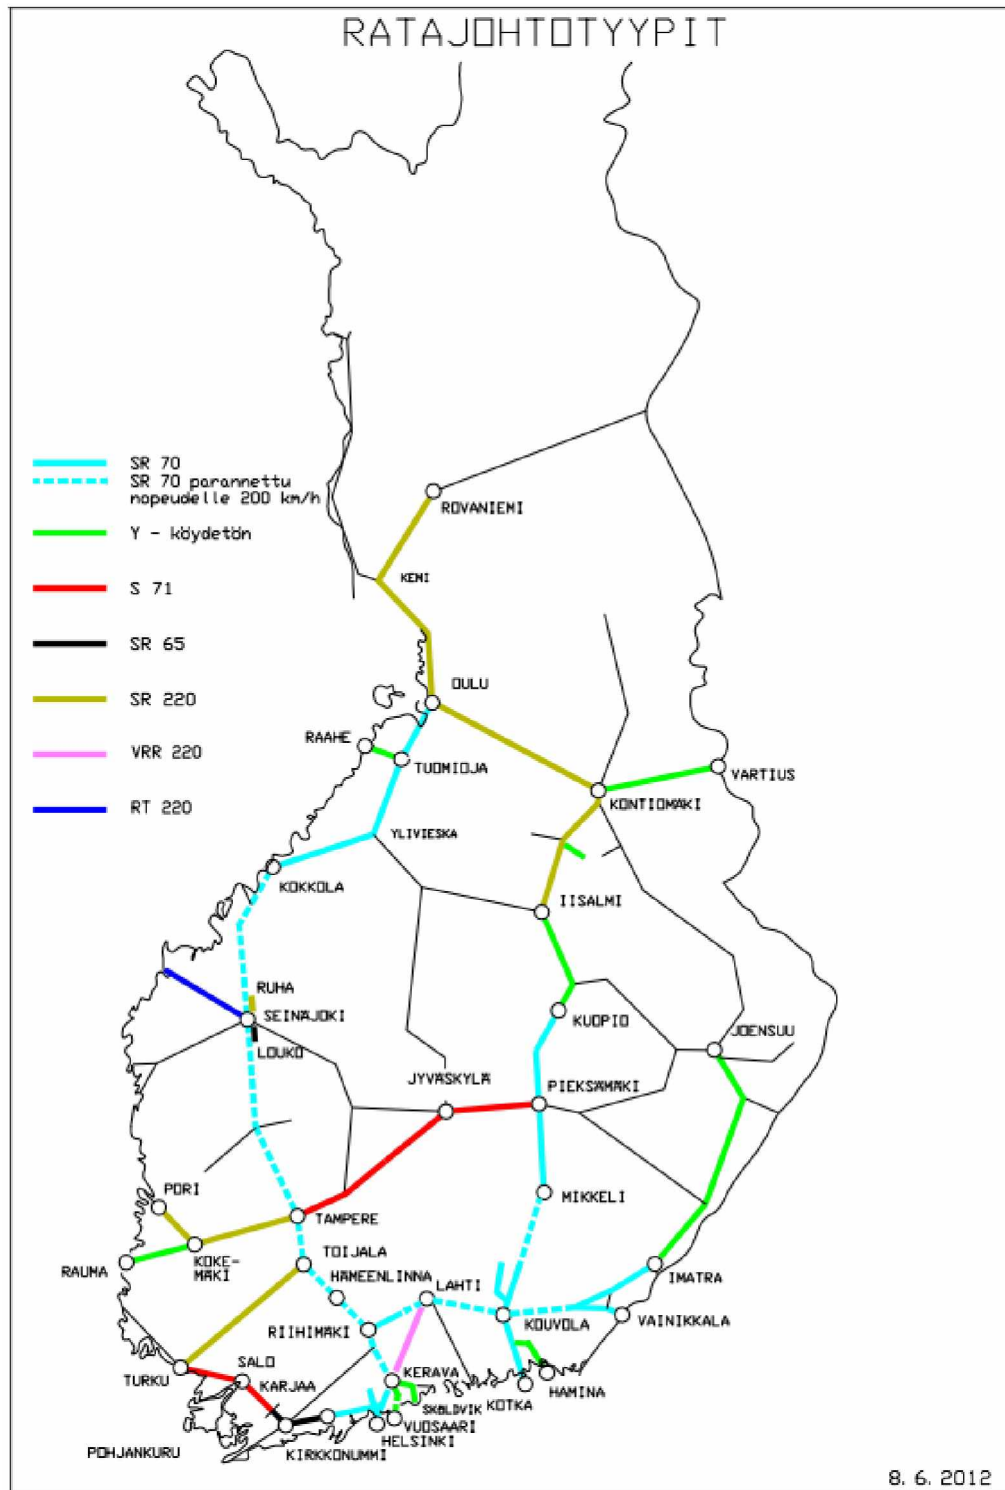 RATAJOHTOTYYPIT
SR 70
SR 70 parannettu
nopeudelle 200 km/h
Y - köydetön
S 71
SR 65
SR 220
VRR 220
RT 220
ROVANIEMI
KEMI
OULU
RAAHE
TUOMIOJA
VARTIUS
KONTIOMÄKI
YLIVIESKA
KOKKOLA
IISALMI
RUHA
SEINÄJOKI
KUOPIO
JOENSUU
LOUKO
JYVÄSKYLÄ
PIEKSÄMÄKI
PORI
MIKKELI
TAMPERE
KOKE-
MÄKI
TOIJALA
RAUMA
HÄMEENLINNA
LAHTI
IMATRA
RIIHIMÄKI
KOUVOLA
VAINIKKALA
TURKU
SALO
KARJAA
KERAVA
HAMINA
KOTKA
SKÖLDVIK
VUOSAARI
HELSINKI
POHJANKURU
KIRKKONUMMI
8. 6. 2012